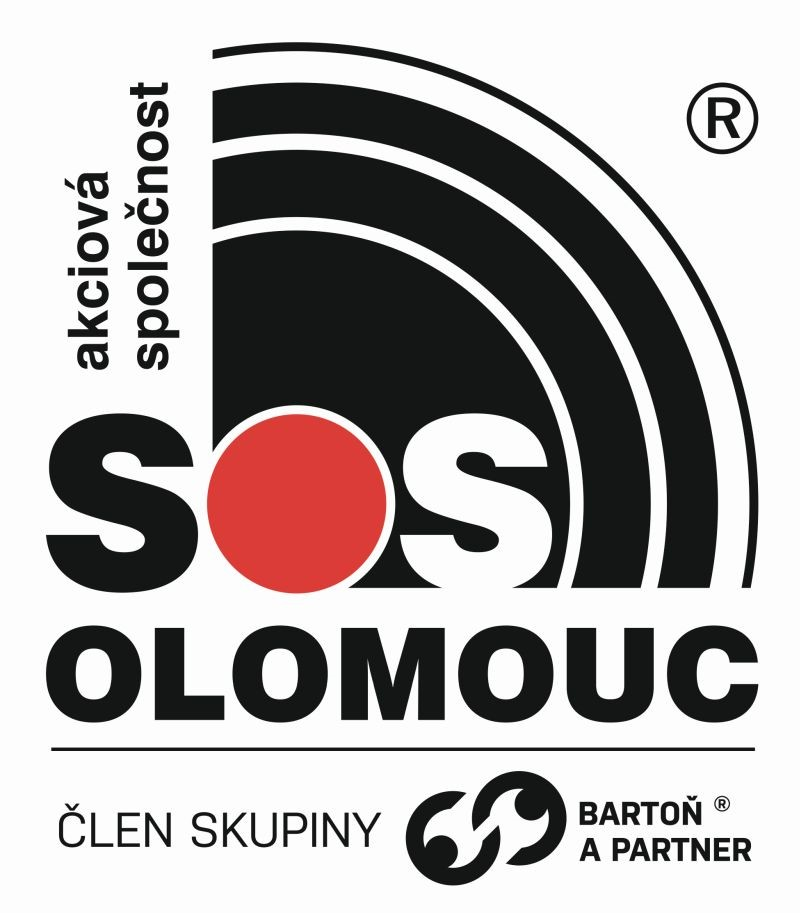 akciová
společnost
®
SOS
OLOMOUC
ČLEN SKUPINY
BARTOŇ ®
A PARTNER